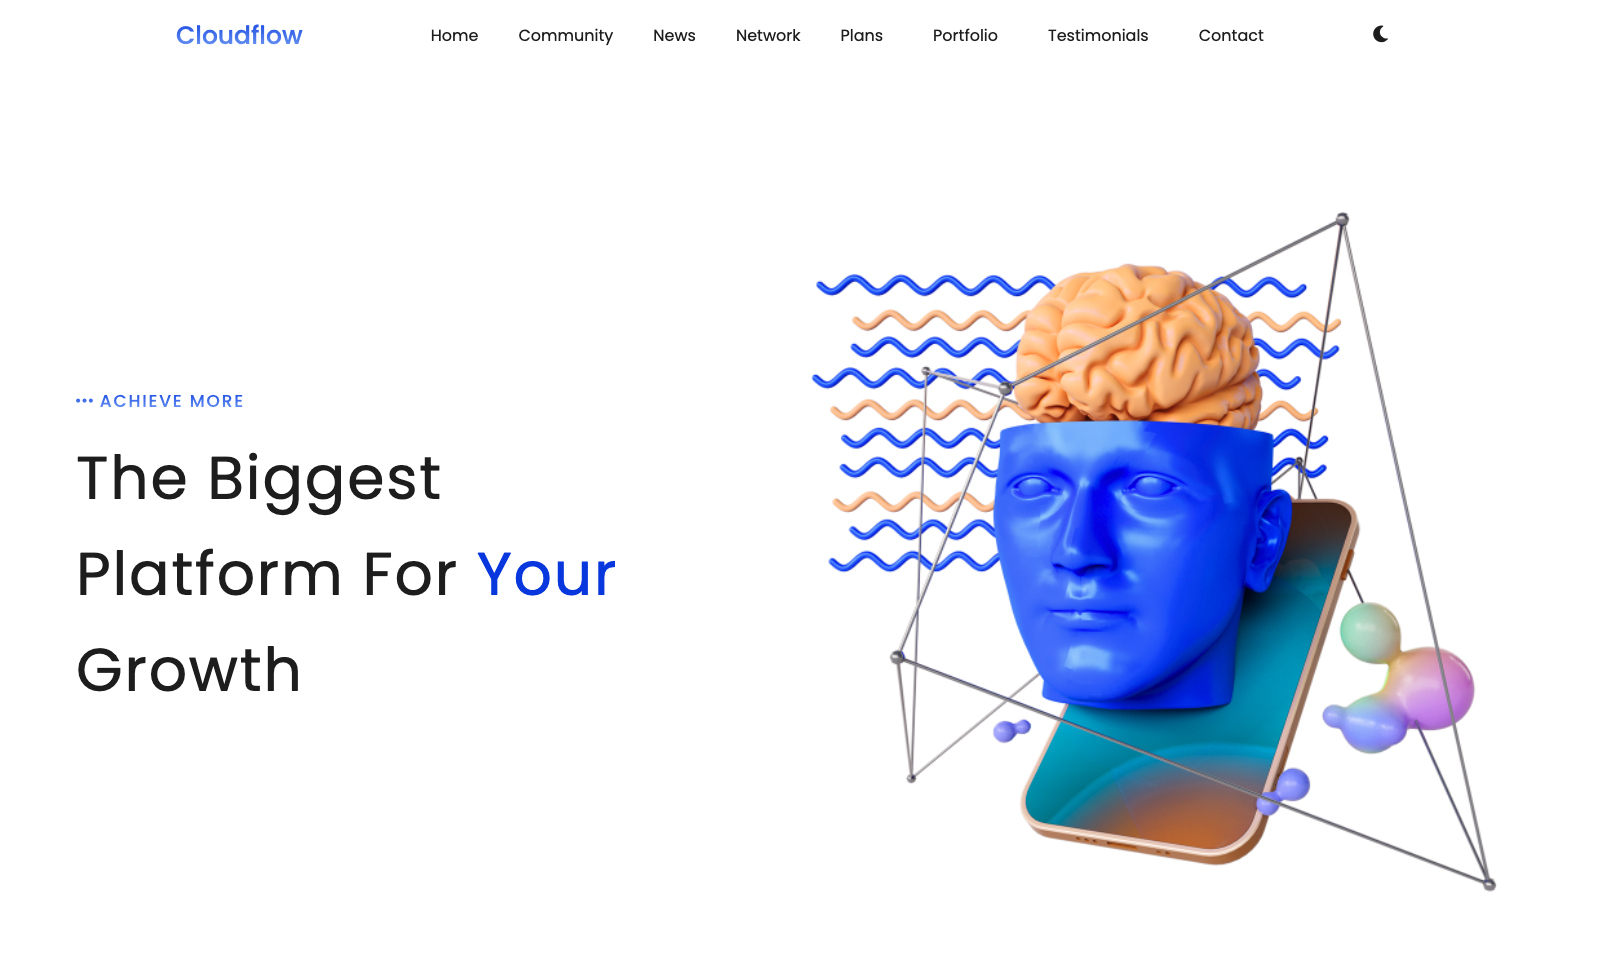 Cloudflow Home Community News Network Plans Portfolio Testimonials Contact
••• ACHIEVE MORE
The Biggest
Platform For Your
Growth